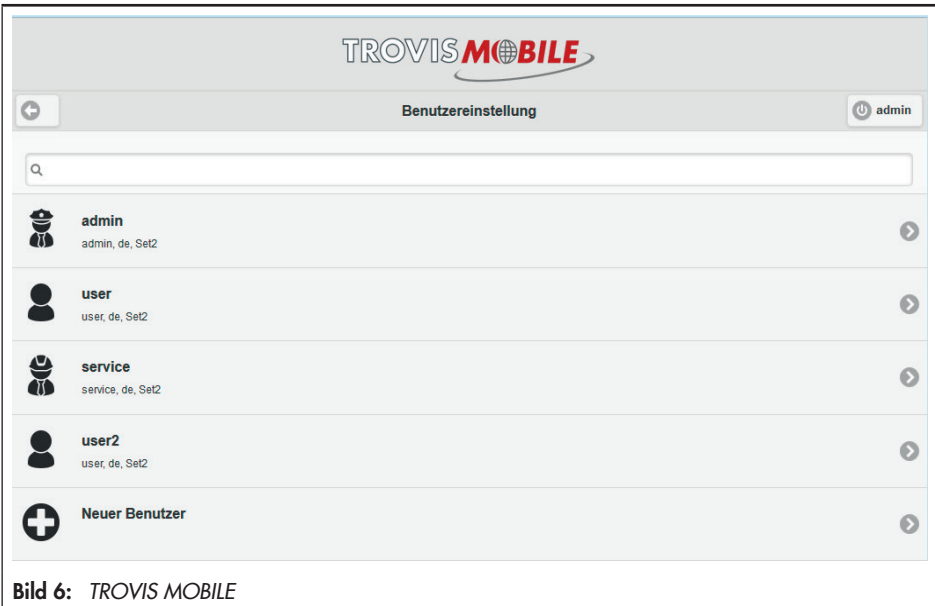 TROVIS MOBILE
Benutzereinstellung
admin
admin
admin, de, Set2
user
user, de, Set2
service
service, de, Set2
user2
user, de, Set2
Neuer Benutzer
Bild 6: TROVIS MOBILE